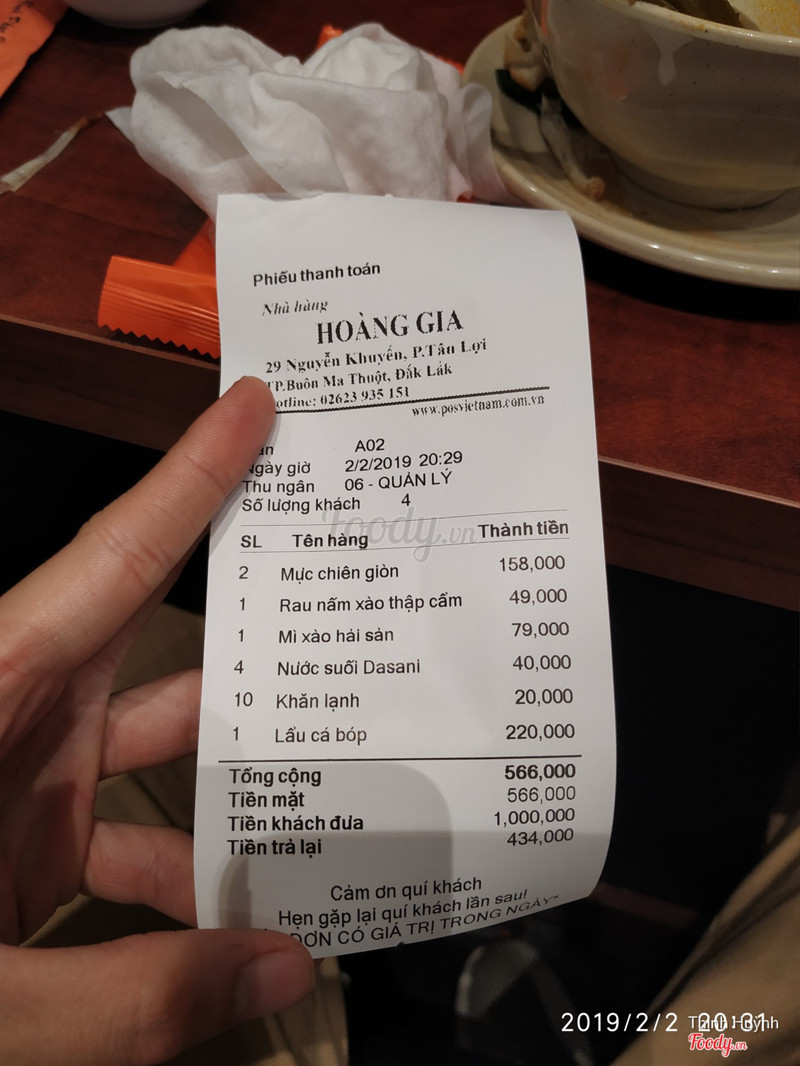 Phiếu thanh toán
Nhà hàng
HOÀNG GIA
29 Nguyễn Khuyến, P.Tân Lợi
TP.Buôn Ma Thuột, Đắk Lắk
otline: 02623 935 151
www.posvietnam.com.vn
A02
Ngày giờ 2/2/2019 20:29
Thu ngân 06 - QUẢN LÝ
Số lượng khách 4
Foody.vn
SL Tên hàng Thành tiền
2 Mực chiên giòn 158,000
1 Rau nấm xào thập cẩm 49,000
1 Mì xào hải sản 79,000
4 Nước suối Dasani 40,000
10 Khăn lạnh 20,000
1 Lẩu cá bóp 220,000
Tổng cộng 566,000
Tiền mặt 566,000
Tiền khách đưa 1,000,000
Tiền trả lại 434,000
Cảm ơn quí khách
Hẹn gặp lại quí khách lần sau!
ĐƠN CÓ GIÁ TRỊ TRONG NGÀY"
2019/2/2 20:31
Thịnh Huỳnh
Foody.vn